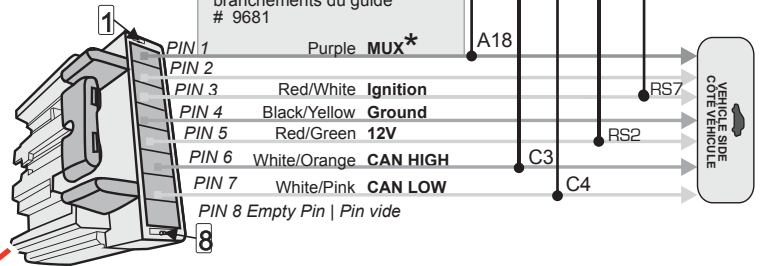 branchements du guide
# 9681
1
PIN 1 Purple MUX* A18
PIN 2
PIN 3 Red/White Ignition RS7
PIN 4 Black/Yellow Ground
PIN 5 Red/Green 12V RS2
PIN 6 White/Orange CAN HIGH C3
PIN 7 White/Pink CAN LOW C4
PIN 8 Empty Pin | Pin vide
8
VEHICLE SIDE
CÔTÉ VÉHICULE